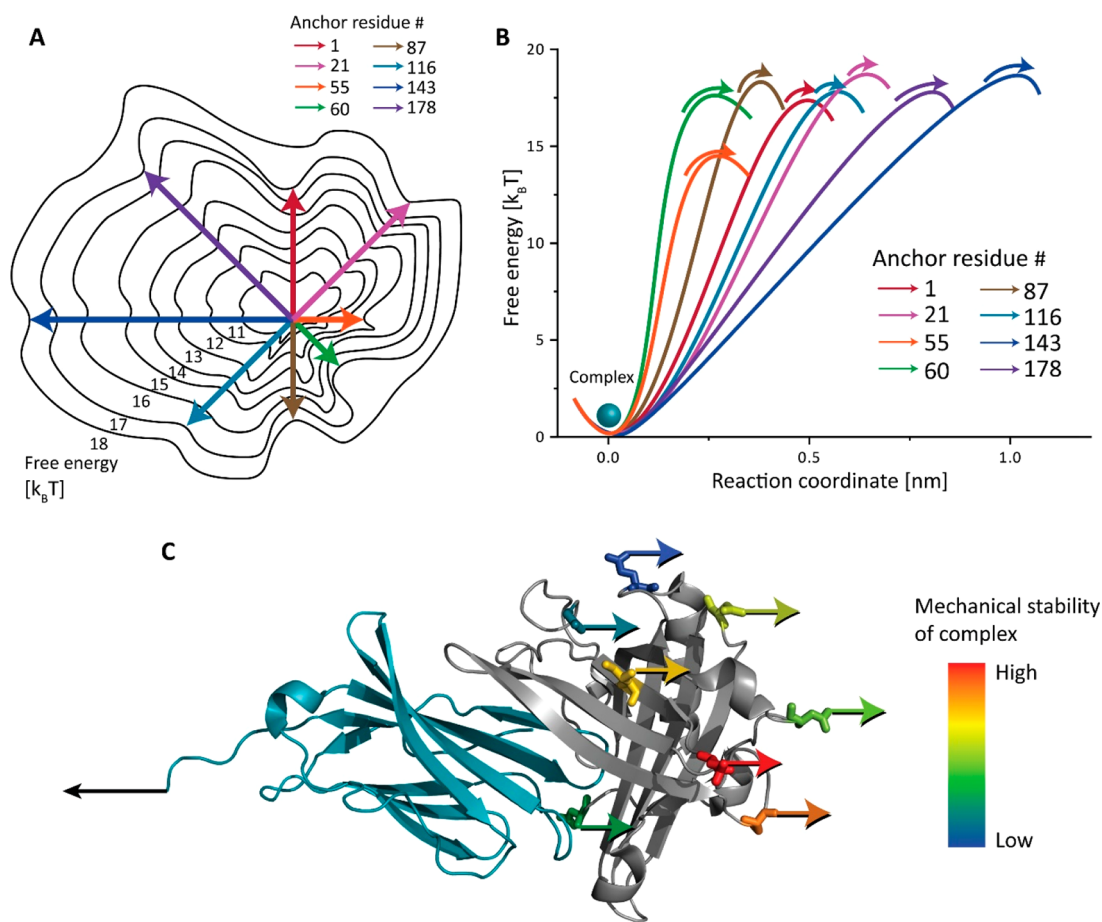 A
Anchor residue #
1
21
55
60
87
116
143
178
11
12
13
14
15
16
17
18
Free energy
[k_BT]
B
20
15
10
5
0
Free energy [k_BT]
Complex
0.0
0.5
1.0
Reaction coordinate [nm]
Anchor residue #
1
21
55
60
87
116
143
178
C
Mechanical stability
of complex
High
Low